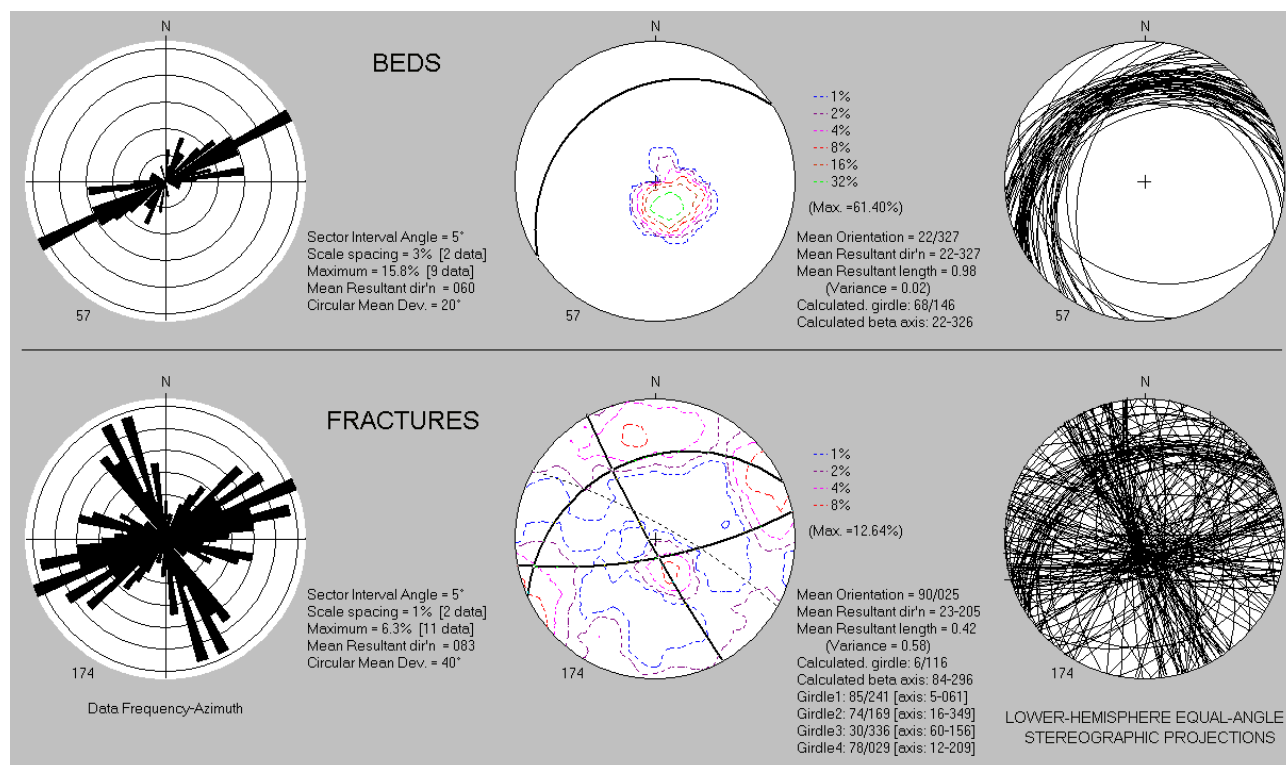 N
BEDS
N
N
1%
2%
4%
8%
16%
32%
(Max. =61.40%)
Sector Interval Angle = 5°
Scale spacing = 3% [2 data]
Maximum = 15.8% [9 data]
Mean Resultant dir'n = 060
Circular Mean Dev. = 20°
Mean Orientation = 22/327
Mean Resultant dir'n = 22-327
Mean Resultant length = 0.98
(Variance = 0.02)
Calculated. girdle: 68/146
Calculated beta axis: 22-326
57
57
57
N
FRACTURES
N
N
1%
2%
4%
8%
(Max. =12.64%)
Sector Interval Angle = 5°
Scale spacing = 1% [2 data]
Maximum = 6.3% [11 data]
Mean Resultant dir'n = 083
Circular Mean Dev. = 40°
Mean Orientation = 90/025
Mean Resultant dir'n = 23-205
Mean Resultant length = 0.42
(Variance = 0.58)
Calculated. girdle: 6/116
Calculated beta axis: 84-296
Girdle1: 85/241 [axis: 5-061]
Girdle2: 74/169 [axis: 16-349]
Girdle3: 30/336 [axis: 60-156]
Girdle4: 78/029 [axis: 12-209]
174
174
174
Data Frequency-Azimuth
LOWER-HEMISPHERE EQUAL-ANGLE
STEREOGRAPHIC PROJECTIONS